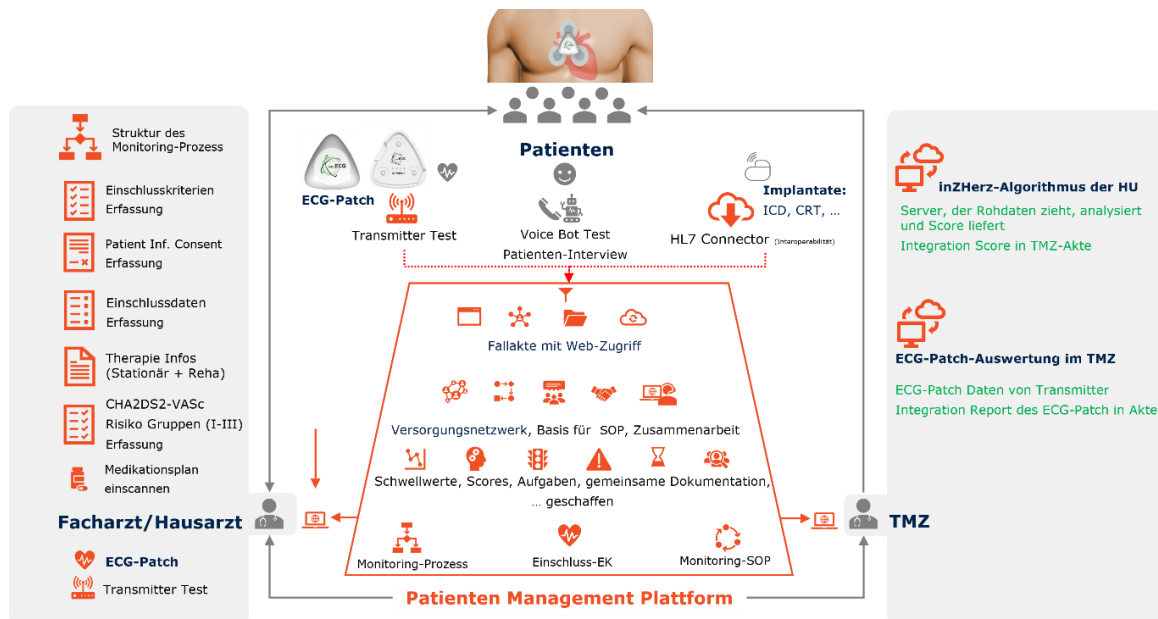 Struktur des
Monitoring-Prozess
Einschlusskriterien
Erfassung
Patient Inf. Consent
Erfassung
Einschlussdaten
Erfassung
Therapie Infos
(Stationär + Reha)
CHA2DS2-VASc
Risiko Gruppen (I-III)
Erfassung
Medikationsplan
einscannen
Facharzt/Hausarzt
ECG-Patch
Transmitter Test
Patienten
ECG-Patch
Transmitter Test
Voice Bot Test
Patienten-Interview
Implantate:
ICD, CRT, ...
HL7 Connector (Interoperabilität)
Fallakte mit Web-Zugriff
Versorgungsnetzwerk, Basis für SOP, Zusammenarbeit
Schwellwerte, Scores, Aufgaben, gemeinsame Dokumentation,
... geschaffen
Monitoring-Prozess
Einschluss-EK
Monitoring-SOP
Patienten Management Plattform
inZHerz-Algorithmus der HU
Server, der Rohdaten zieht, analysiert
und Score liefert
Integration Score in TMZ-Akte
ECG-Patch-Auswertung im TMZ
ECG-Patch Daten von Transmitter
Integration Report des ECG-Patch in Akte
TMZ